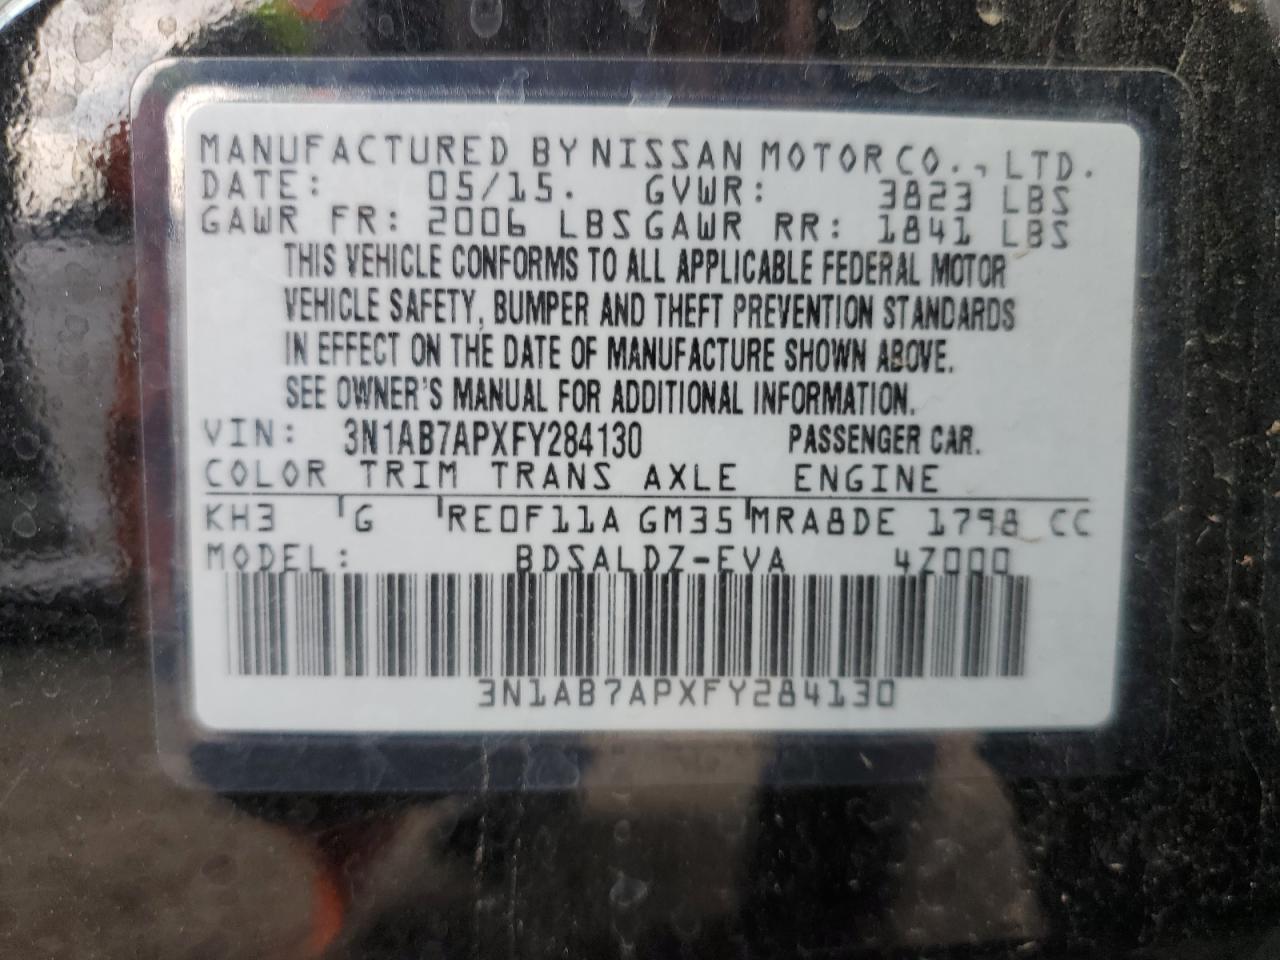 MANUFACTURED BY NISSAN MOTOR CO., LTD.
DATE: 05/15. GVWR: 3823 LBS
GAWR FR: 2006 LBS GAWR RR: 1841 LBS
THIS VEHICLE CONFORMS TO ALL APPLICABLE FEDERAL MOTOR
VEHICLE SAFETY, BUMPER AND THEFT PREVENTION STANDARDS
IN EFFECT ON THE DATE OF MANUFACTURE SHOWN ABOVE.
SEE OWNER'S MANUAL FOR ADDITIONAL INFORMATION.
VIN: 3N1AB7APXFY284130 PASSENGER CAR.
COLOR TRIM TRANS AXLE ENGINE
KH3 G RE0F11A GM35 MRA8DE 1798 CC
MODEL: BDSALDZ-EVA 4Z000
3N1AB7APXFY284130